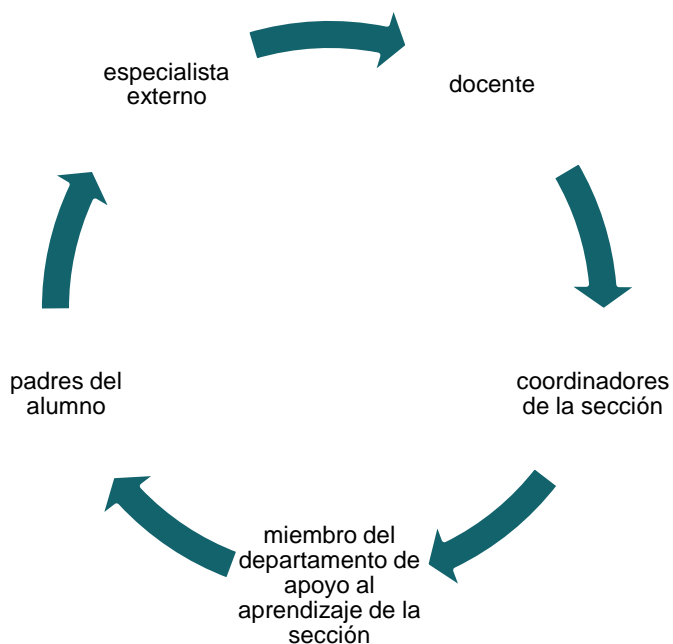 especialista
externo
docente
padres del
alumno
coordinadores
de la sección
miembro del
departamento de
apoyo al
aprendizaje de la
sección